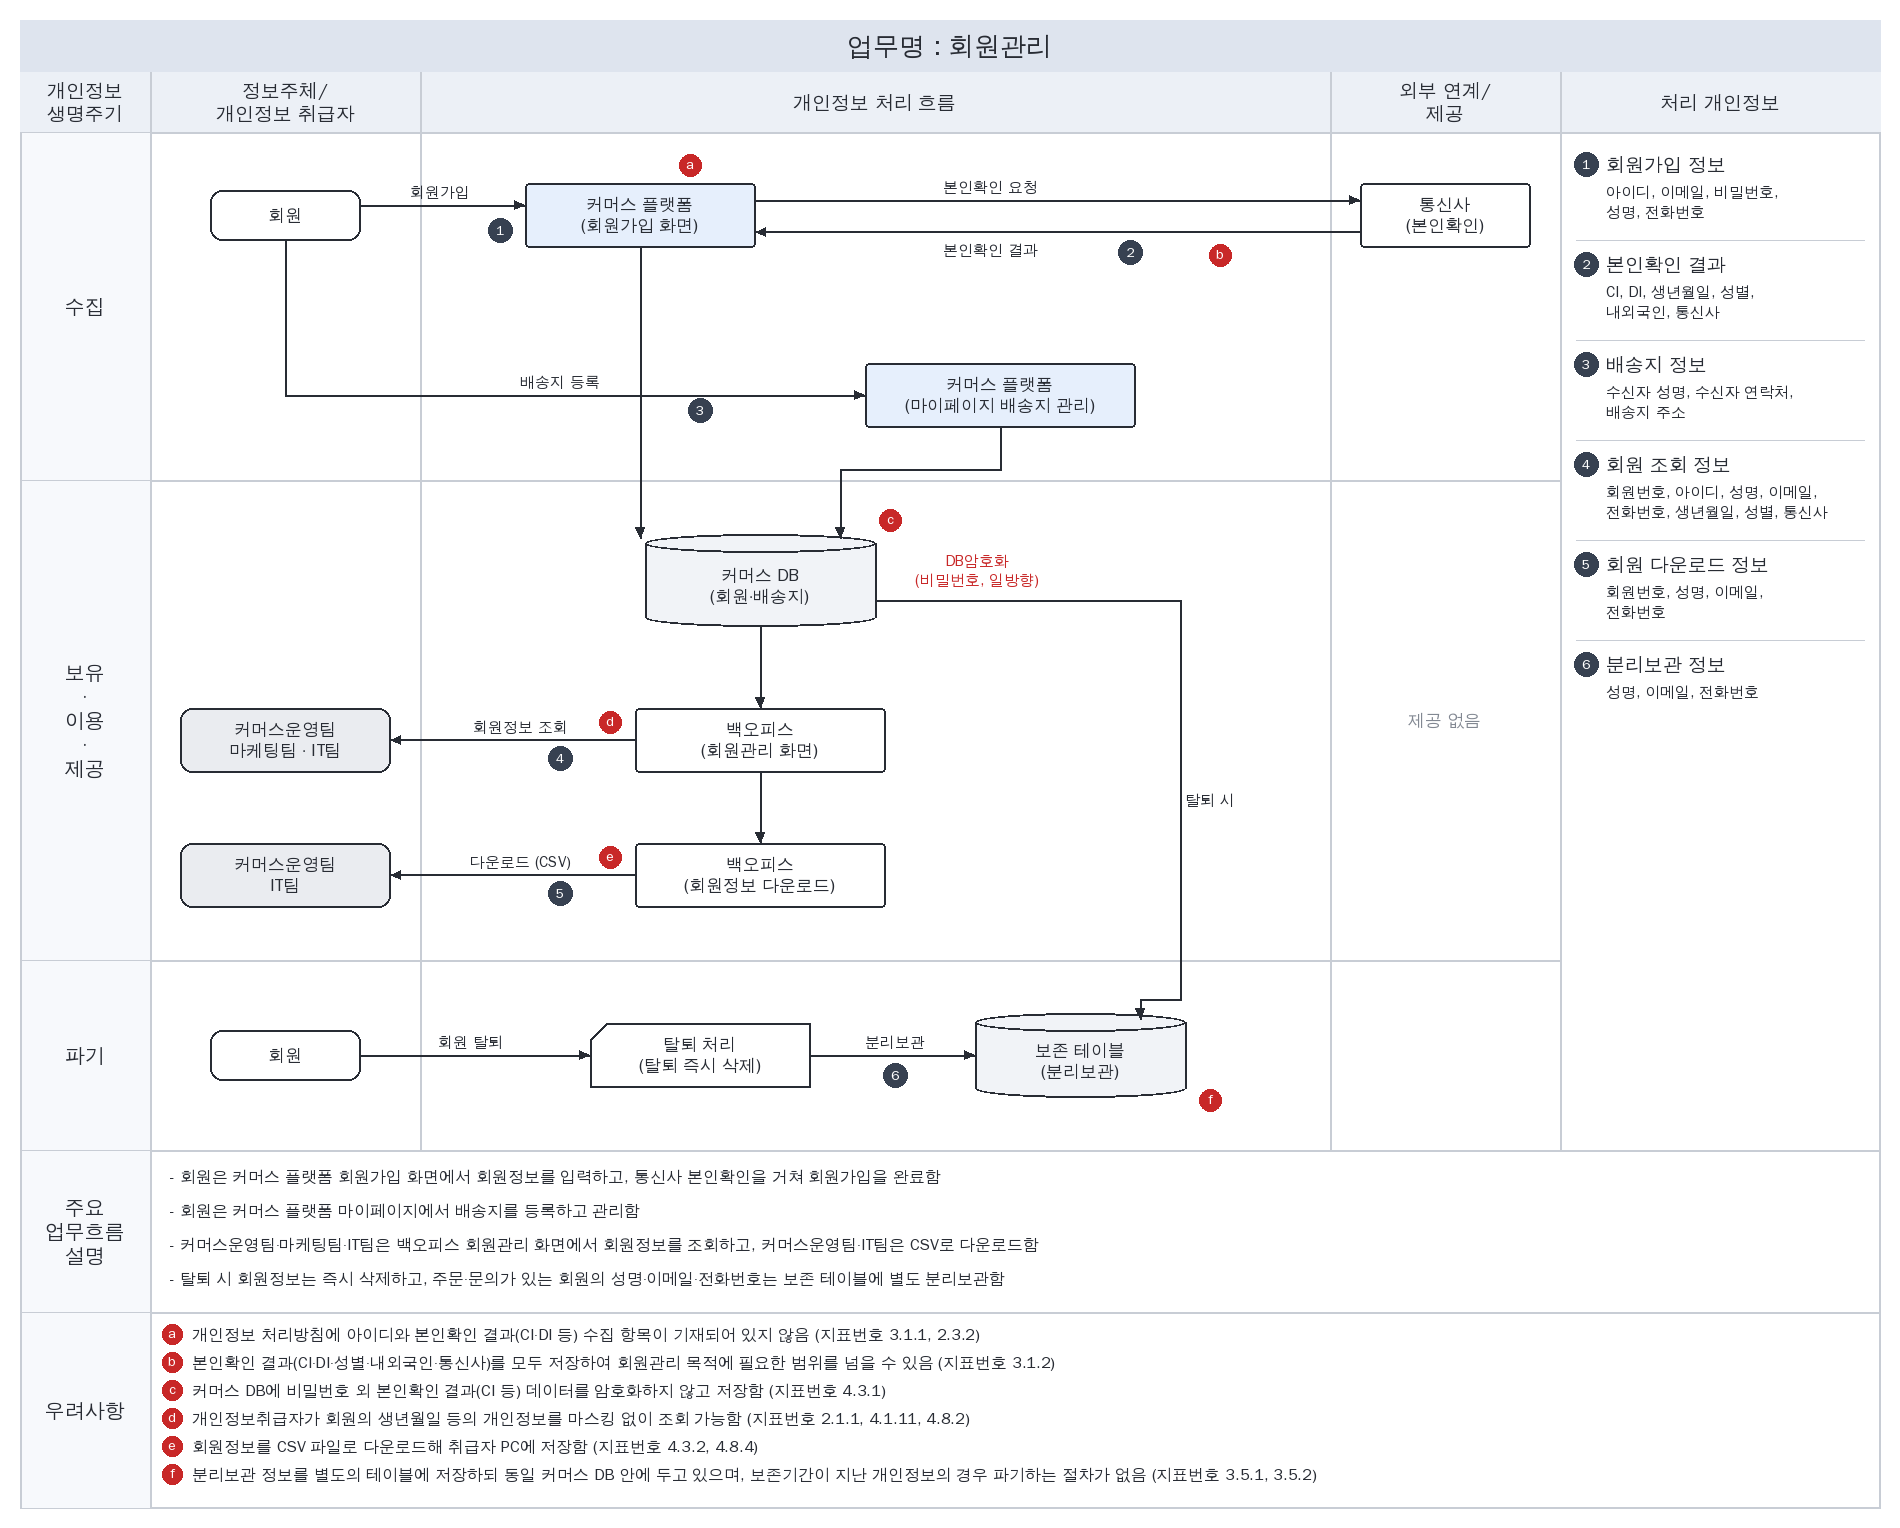 업무명 : 회원관리
개인정보
생명주기
정보주체/
개인정보 취급자
개인정보 처리 흐름
외부 연계/
제공
처리 개인정보
수집
회원
회원가입
1
a
커머스 플랫폼
(회원가입 화면)
본인확인 요청
본인확인 결과
2
b
통신사
(본인확인)
배송지 등록
3
커머스 플랫폼
(마이페이지 배송지 관리)
보유
·
이용
·
제공
c
커머스 DB
(회원·배송지)
DB암호화
(비밀번호, 일방향)
커머스운영팀
마케팅팀 · IT팀
회원정보 조회
d
4
백오피스
(회원관리 화면)
제공 없음
탈퇴 시
커머스운영팀
IT팀
다운로드 (CSV)
e
5
백오피스
(회원정보 다운로드)
파기
회원
회원 탈퇴
탈퇴 처리
(탈퇴 즉시 삭제)
분리보관
6
보존 테이블
(분리보관)
f
1 회원가입 정보
아이디, 이메일, 비밀번호,
성명, 전화번호
2 본인확인 결과
CI, DI, 생년월일, 성별,
내외국인, 통신사
3 배송지 정보
수신자 성명, 수신자 연락처,
배송지 주소
4 회원 조회 정보
회원번호, 아이디, 성명, 이메일,
전화번호, 생년월일, 성별, 통신사
5 회원 다운로드 정보
회원번호, 성명, 이메일,
전화번호
6 분리보관 정보
성명, 이메일, 전화번호
주요
업무흐름
설명
- 회원은 커머스 플랫폼 회원가입 화면에서 회원정보를 입력하고, 통신사 본인확인을 거쳐 회원가입을 완료함
- 회원은 커머스 플랫폼 마이페이지에서 배송지를 등록하고 관리함
- 커머스운영팀·마케팅팀·IT팀은 백오피스 회원관리 화면에서 회원정보를 조회하고, 커머스운영팀·IT팀은 CSV로 다운로드함
- 탈퇴 시 회원정보는 즉시 삭제하고, 주문·문의가 있는 회원의 성명·이메일·전화번호는 보존 테이블에 별도 분리보관함
우려사항
a 개인정보 처리방침에 아이디와 본인확인 결과(CI·DI 등) 수집 항목이 기재되어 있지 않음 (지표번호 3.1.1, 2.3.2)
b 본인확인 결과(CI·DI·성별·내외국인·통신사)를 모두 저장하여 회원관리 목적에 필요한 범위를 넘을 수 있음 (지표번호 3.1.2)
c 커머스 DB에 비밀번호 외 본인확인 결과(CI 등) 데이터를 암호화하지 않고 저장함 (지표번호 4.3.1)
d 개인정보취급자가 회원의 생년월일 등의 개인정보를 마스킹 없이 조회 가능함 (지표번호 2.1.1, 4.1.11, 4.8.2)
e 회원정보를 CSV 파일로 다운로드해 취급자 PC에 저장함 (지표번호 4.3.2, 4.8.4)
f 분리보관 정보를 별도의 테이블에 저장하되 동일 커머스 DB 안에 두고 있으며, 보존기간이 지난 개인정보의 경우 파기하는 절차가 없음 (지표번호 3.5.1, 3.5.2)